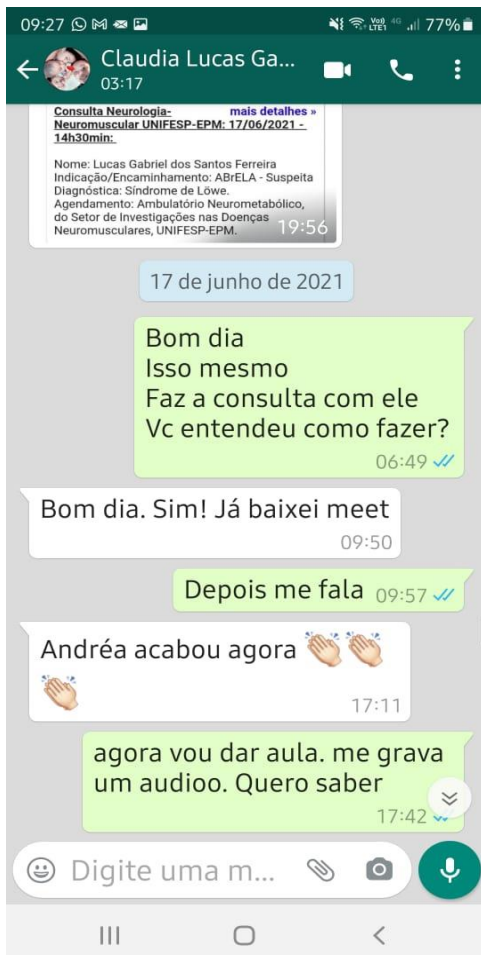 09:27
77%
Claudia Lucas Ga...
03:17
Consulta Neurologia- mais detalhes »
Neuromuscular UNIFESP-EPM: 17/06/2021 -
14h30min:
Nome: Lucas Gabriel dos Santos Ferreira
Indicação/Encaminhamento: ABrELA - Suspeita
Diagnóstica: Síndrome de Löwe.
Agendamento: Ambulatório Neurometabólico,
do Setor de Investigações nas Doenças
Neuromusculares, UNIFESP-EPM.
19:56
17 de junho de 2021
Bom dia
Isso mesmo
Faz a consulta com ele
Vc entendeu como fazer?
06:49
Bom dia. Sim! Já baixei meet
09:50
Depois me fala 09:57
Andréa acabou agora 👏🏻👏🏻
👏🏻
17:11
agora vou dar aula. me grava
um audioo. Quero saber
17:42
Digite uma m...